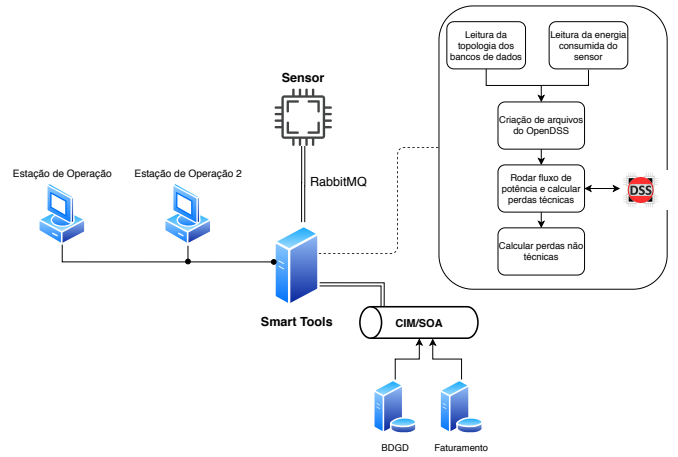 Leitura da
topologia dos
bancos de dados
Leitura da energia
consumida do
sensor
Criação de arquivos
do OpenDSS
Rodar fluxo de
potência e calcular
perdas técnicas
DSS
Calcular perdas não
técnicas
Sensor
RabbitMQ
Estação de Operação
Estação de Operação 2
Smart Tools
CIM/SOA
BDGD
Faturamento